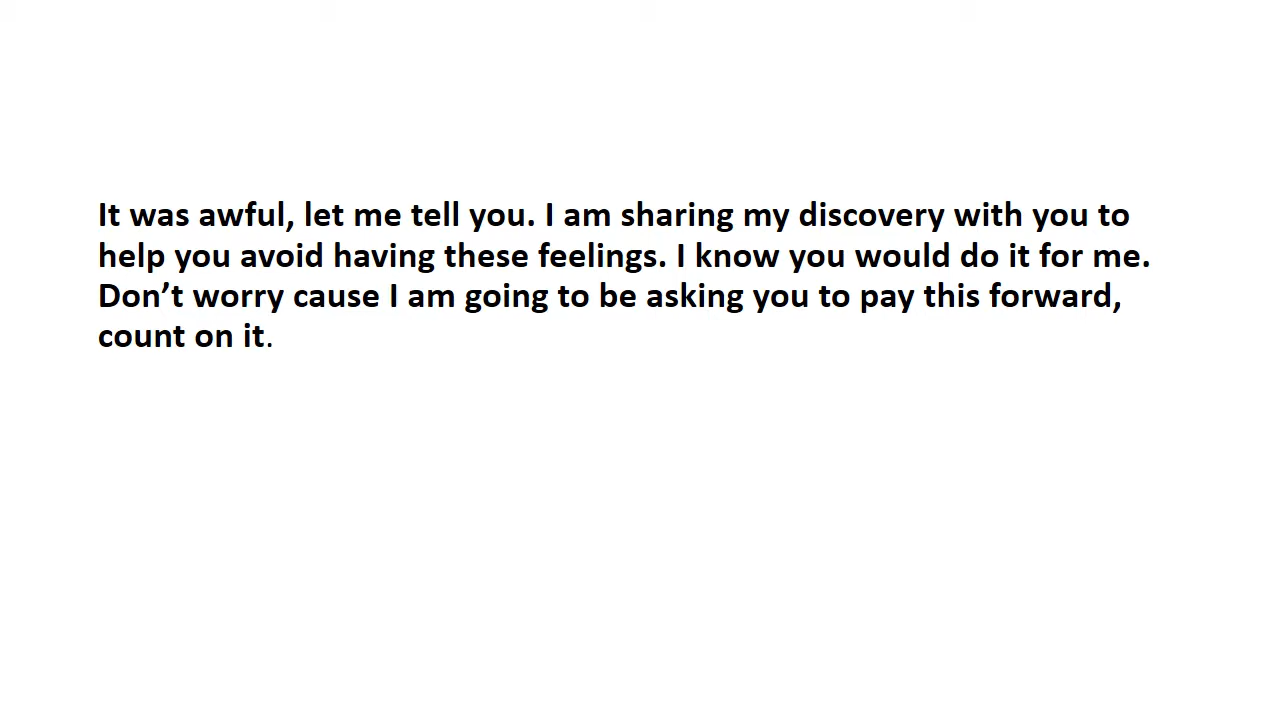 It was awful, let me tell you. I am sharing my discovery with you to
help you avoid having these feelings. I know you would do it for me.
Don’t worry cause I am going to be asking you to pay this forward,
count on it.